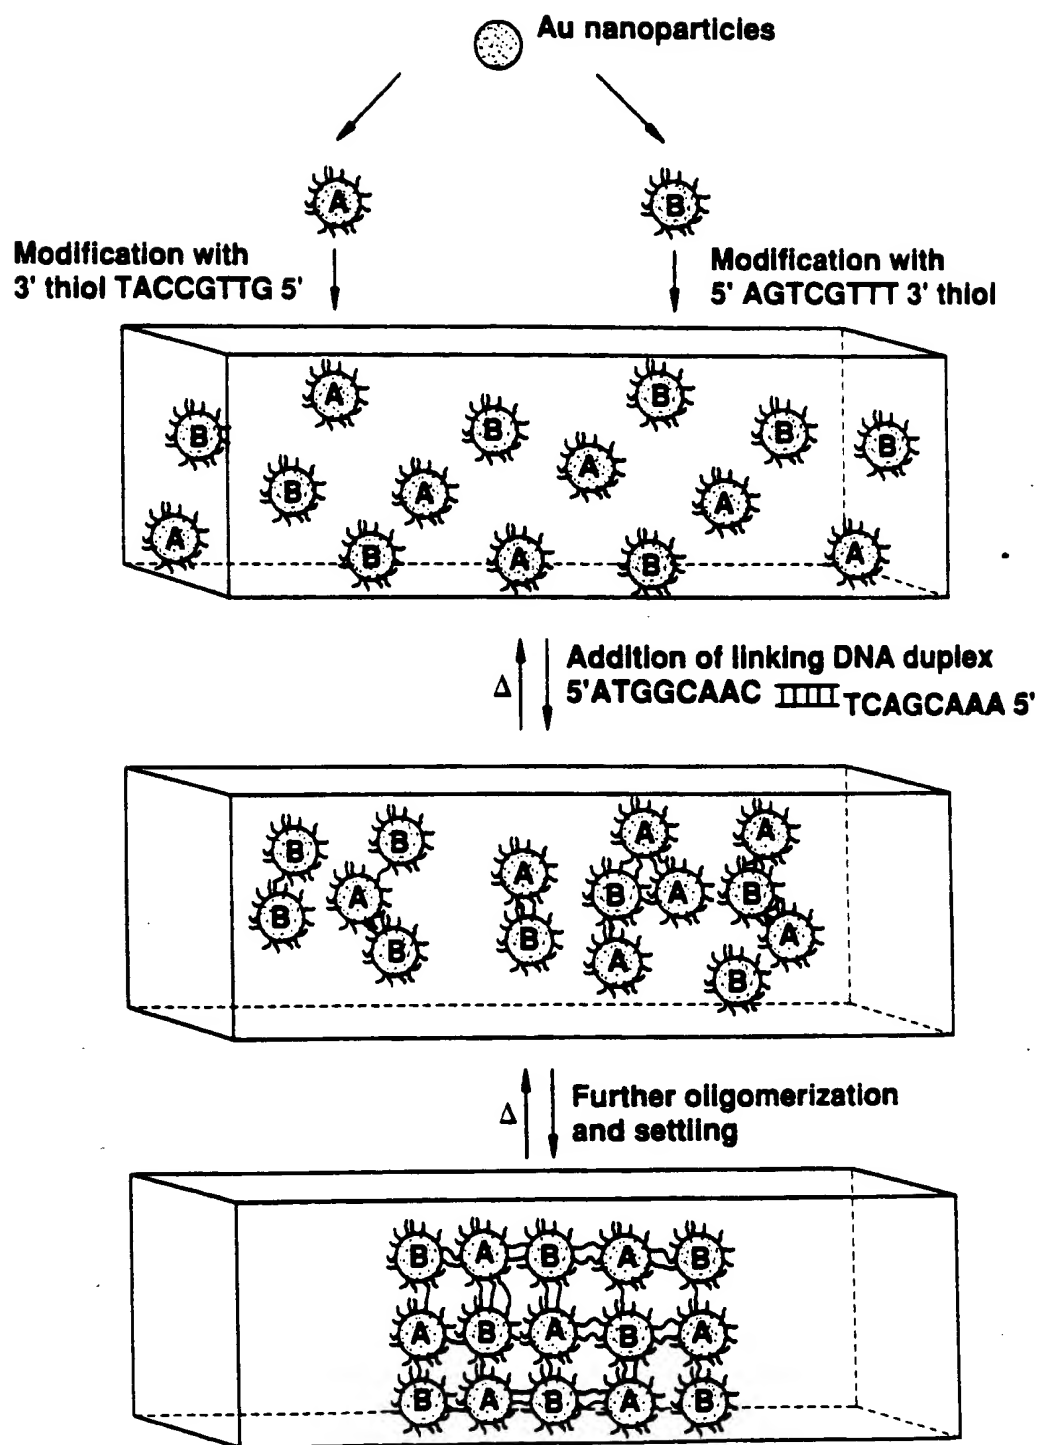 Au nanoparticles
A B
Modification with
3' thiol TACCGTTG 5'
Modification with
5' AGTCGTTT 3' thiol
A B
B B B B
A
B A A
A B A B A
Δ
Addition of linking DNA duplex
5'ATGGCAAC TCAGCAAA 5'
B B A A
A
B A B A B
B B A
A B
Δ
Further oligomerization
and settling
B A B A B
A B A B A
B A B A B